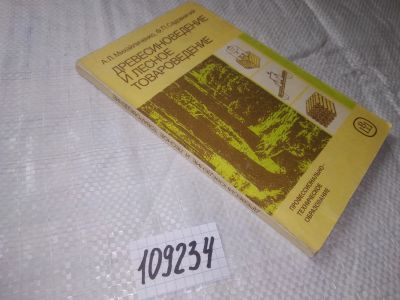 А.Л. Михайличенко, Ф.П. Садовничий
ДРЕВЕСИНОВЕДЕНИЕ
И ЛЕСНОЕ
ТОВАРОВЕДЕНИЕ
ПРОФЕССИОНАЛЬНО-
ТЕХНИЧЕСКОЕ
ОБРАЗОВАНИЕ
109234